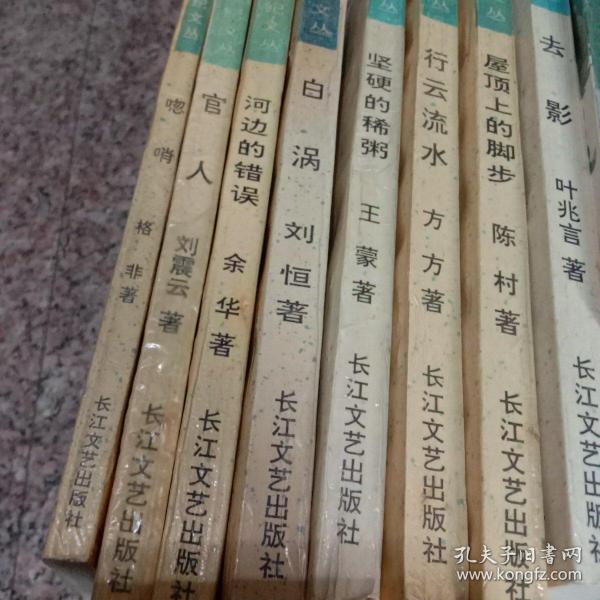 纪文丛
唿哨
格非著
长江文艺出版社
纪文丛
官人
刘震云著
长江文艺出版社
纪文丛
河边的错误
余华著
长江文艺出版社
文丛
白涡
刘恒著
长江文艺出版社
丛
坚硬的稀粥
王蒙著
长江文艺出版社
丛
行云流水
方方著
长江文艺出版社
丛
屋顶上的脚步
陈村著
长江文艺出版社
去影
叶兆言著
长江文艺出版社
孔夫子旧书网
www.kongfz.com